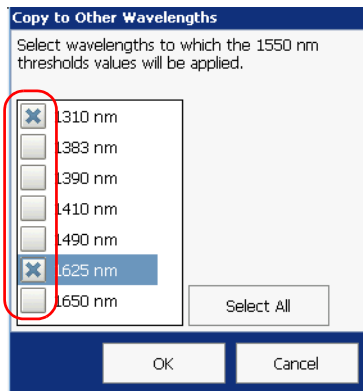 Copy to Other Wavelengths
Select wavelengths to which the 1550 nm
thresholds values will be applied.
1310 nm
1383 nm
1390 nm
1410 nm
1490 nm
1625 nm
1650 nm
Select All
OK
Cancel